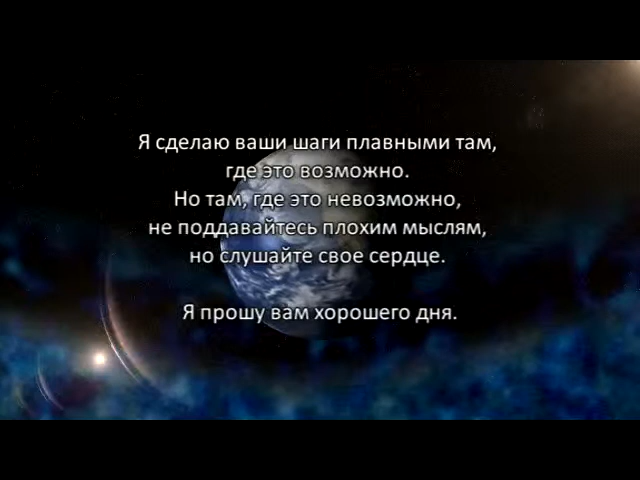 Я сделаю ваши шаги плавными там,
где это возможно.
Но там, где это невозможно,
не поддавайтесь плохим мыслям,
но слушайте свое сердце.
Я прошу вам хорошего дня.